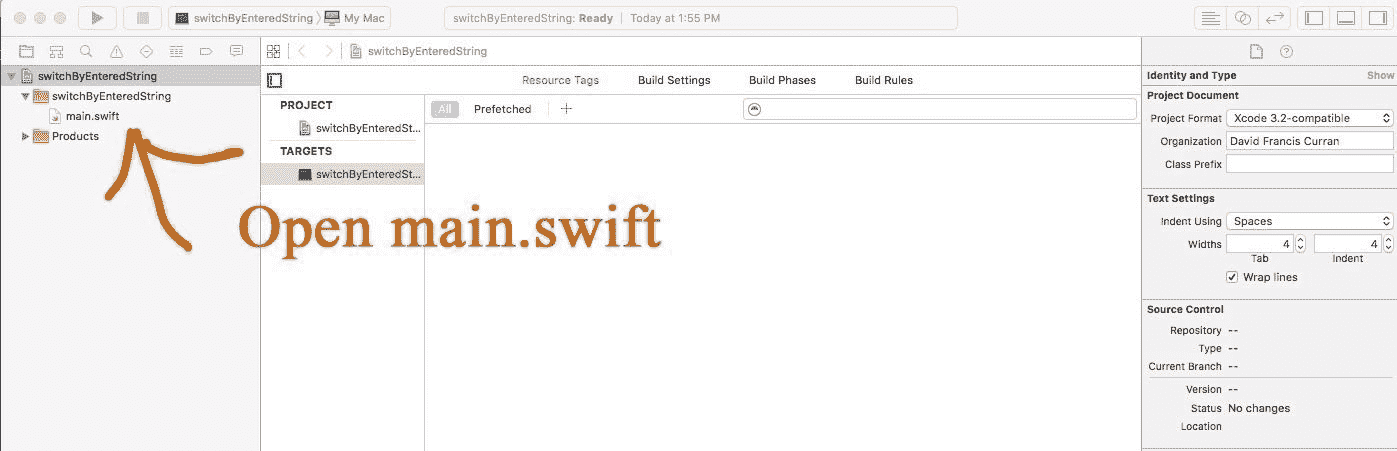 switchByEnteredString
My Mac
switchByEnteredString: Ready
Today at 1:55 PM
switchByEnteredString
switchByEnteredString
switchByEnteredString
main.swift
Products
Resource Tags
Build Settings
Build Phases
Build Rules
PROJECT
switchByEnteredSt...
TARGETS
switchByEnteredSt...
All
Prefetched
Open main.swift
Identity and Type
Show
Project Document
Project Format
Xcode 3.2-compatible
Organization
David Francis Curran
Class Prefix
Text Settings
Indent Using
Spaces
Widths
4
4
Tab
Indent
Wrap lines
Source Control
Repository
--
Type
--
Current Branch
--
Version
--
Status
No changes
Location